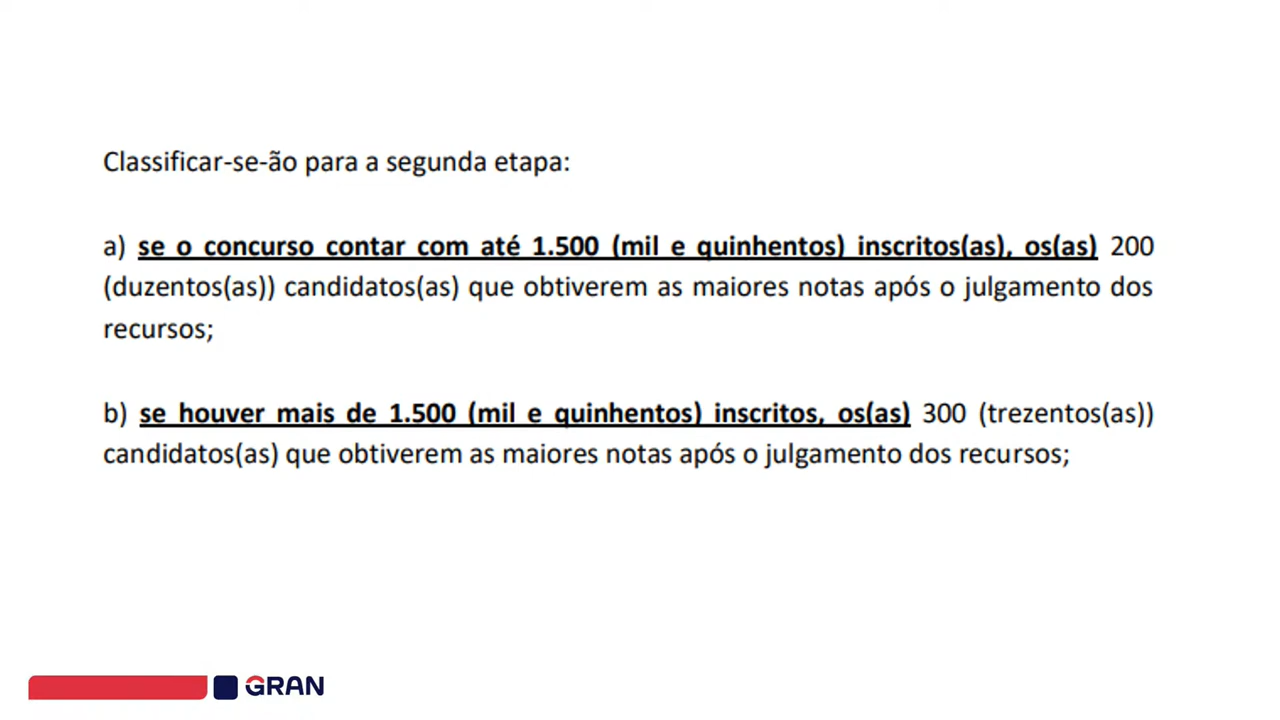 Classificar-se-ão para a segunda etapa:
a) se o concurso contar com até 1.500 (mil e quinhentos) inscritos(as), os(as) 200
(duzentos(as)) candidatos(as) que obtiverem as maiores notas após o julgamento dos
recursos;
b) se houver mais de 1.500 (mil e quinhentos) inscritos, os(as) 300 (trezentos(as))
candidatos(as) que obtiverem as maiores notas após o julgamento dos recursos;
GRAN